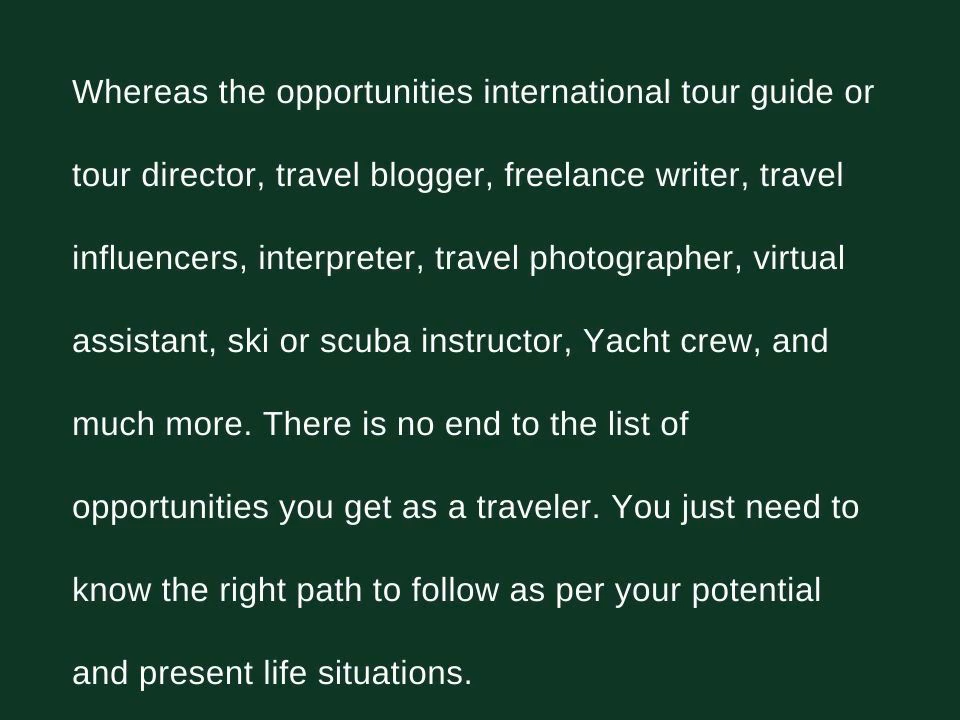 Whereas the opportunities international tour guide or
tour director, travel blogger, freelance writer, travel
influencers, interpreter, travel photographer, virtual
assistant, ski or scuba instructor, Yacht crew, and
much more. There is no end to the list of
opportunities you get as a traveler. You just need to
know the right path to follow as per your potential
and present life situations.